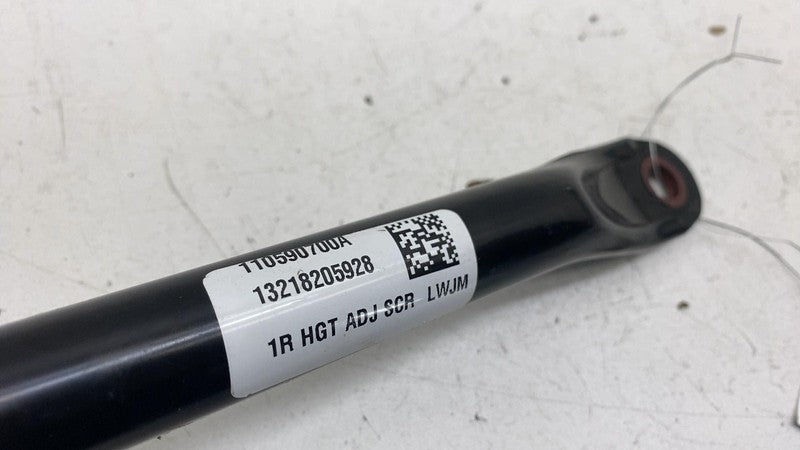 110590700A
13218205928
1R HGT ADJ SCR LWJM